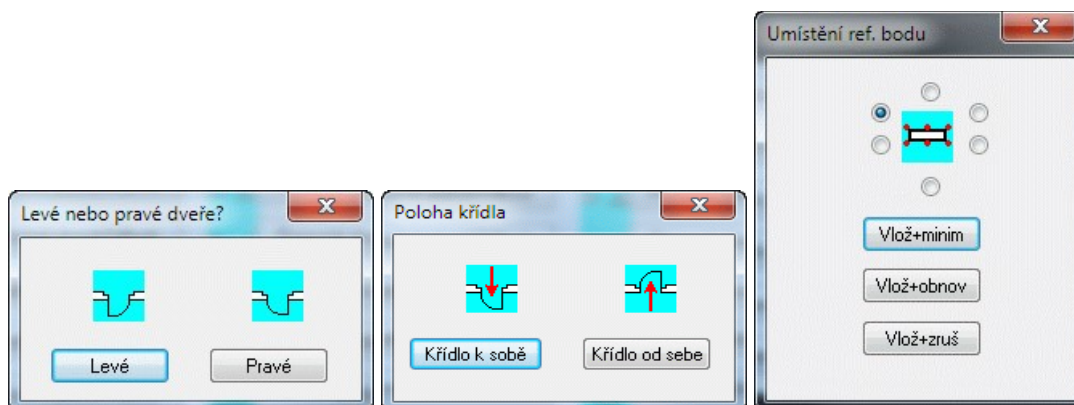 Levé nebo pravé dveře?
Levé
Pravé
Poloha křídla
Křídlo k sobě
Křídlo od sebe
Umístění ref. bodu
Vlož+minim
Vlož+obnov
Vlož+zruš